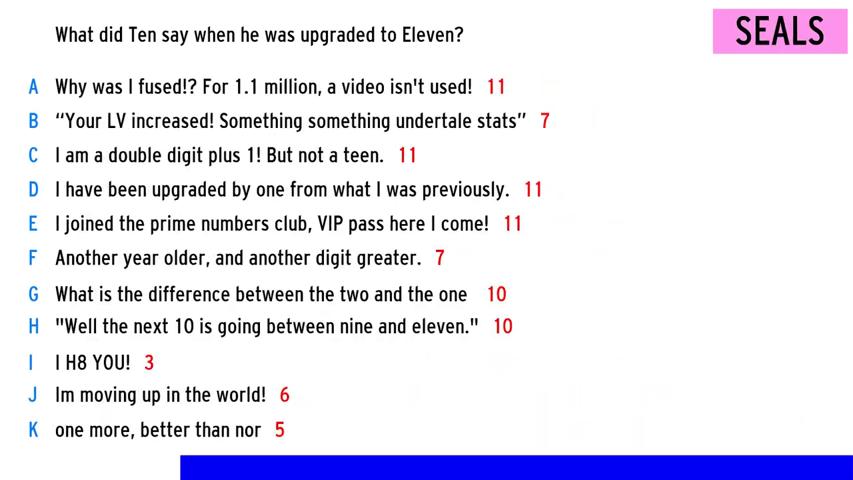 What did Ten say when he was upgraded to Eleven?
SEALS
A Why was I fused!? For 1.1 million, a video isn't used! 11
B “Your LV increased! Something something undertale stats” 7
C I am a double digit plus 1! But not a teen. 11
D I have been upgraded by one from what I was previously. 11
E I joined the prime numbers club, VIP pass here I come! 11
F Another year older, and another digit greater. 7
G What is the difference between the two and the one 10
H "Well the next 10 is going between nine and eleven." 10
I I H8 YOU! 3
J Im moving up in the world! 6
K one more, better than nor 5